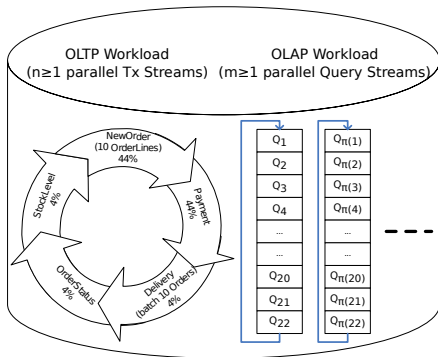 OLTP Workload
(n≥1 parallel Tx Streams)
OLAP Workload
(m≥1 parallel Query Streams)
NewOrder
(10 OrderLines)
44%
Payment
44%
Delivery
(batch 10 Orders)
4%
OrderStatus
4%
StockLevel
4%
Q1
Q2
Q3
Q4
...
...
Q20
Q21
Q22
Qπ(1)
Qπ(2)
Qπ(3)
Qπ(4)
...
...
Qπ(20)
Qπ(21)
Qπ(22)